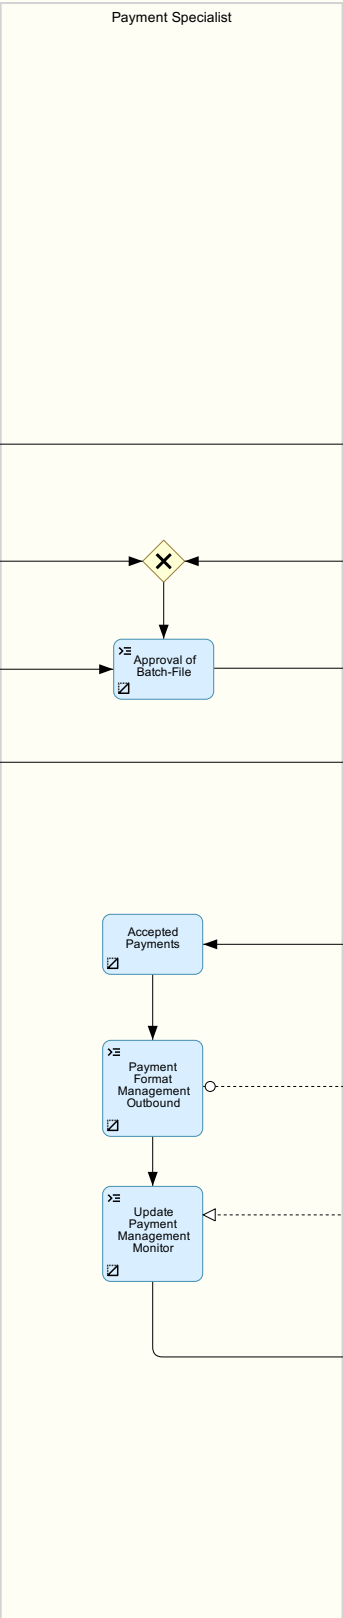 Payment Specialist
Approval of
Batch-File
Accepted
Payments
Payment
Format
Management
Outbound
Update
Payment
Management
Monitor